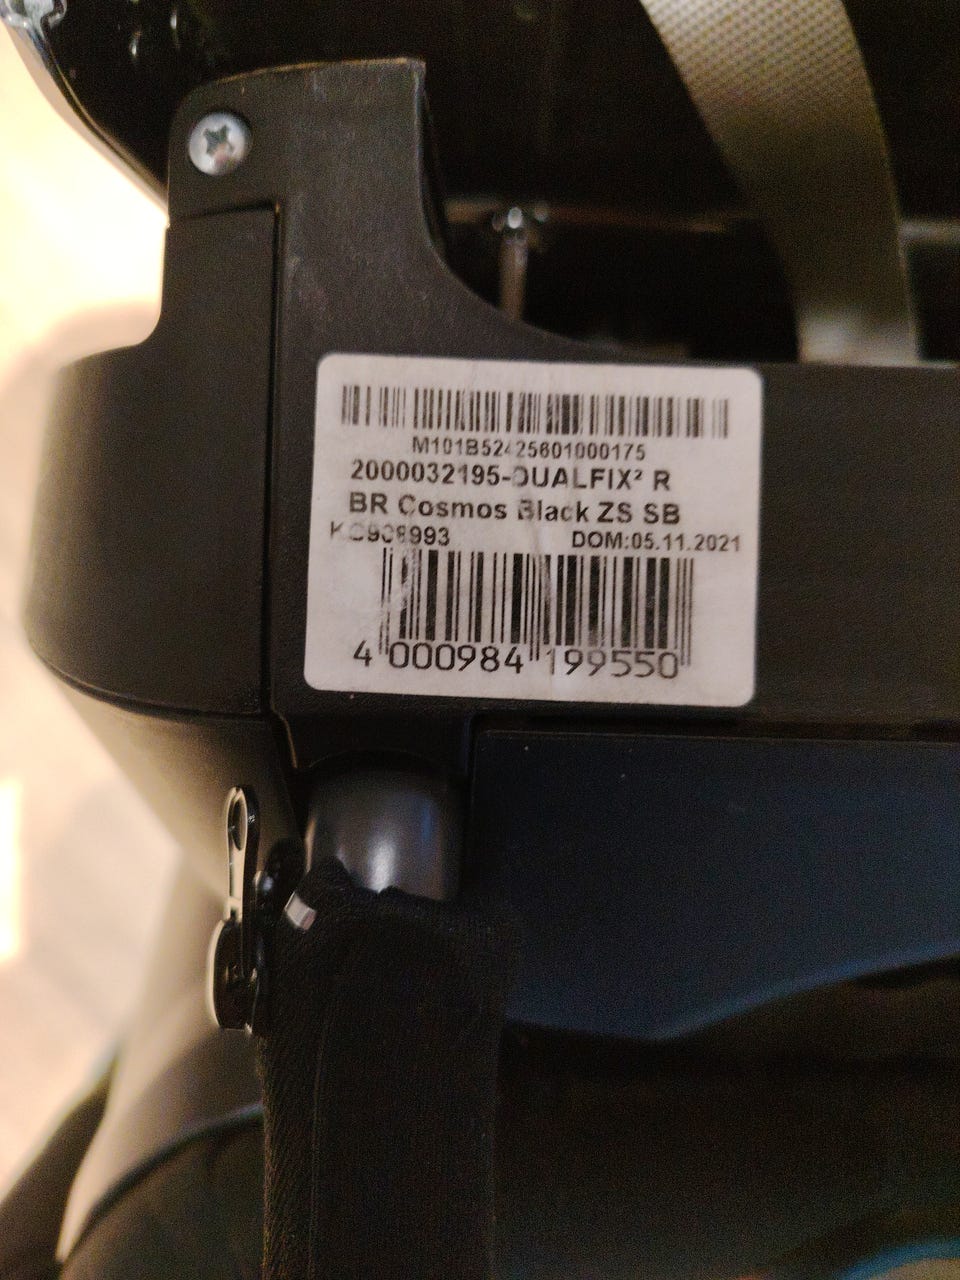 M101B52425601000175
2000032195-DUALFIX² R
BR Cosmos Black ZS SB
DOM:05.11.2021
4 000984 199550